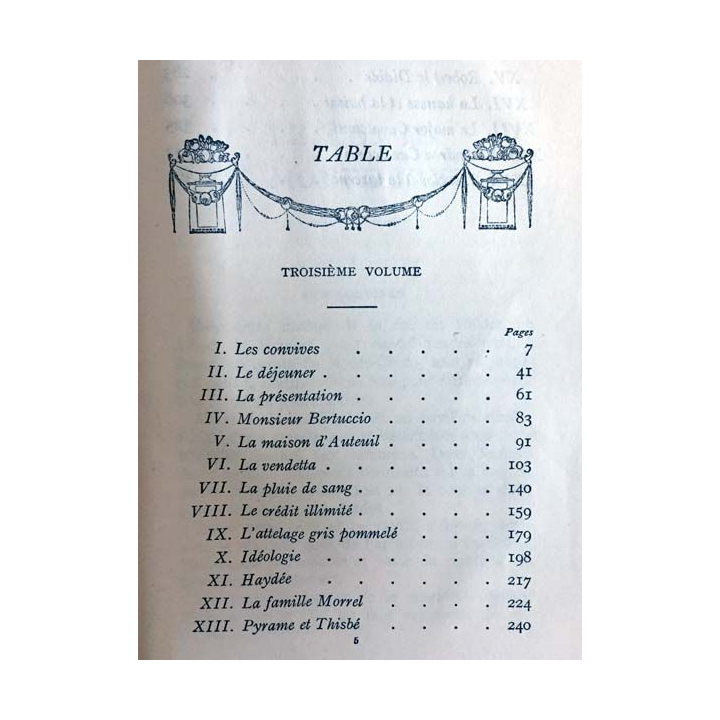 TABLE
TROISIÈME VOLUME
Pages
I. Les convives . . . . . 7
II. Le déjeuner . . . . . . 41
III. La présentation . . . . . 61
IV. Monsieur Bertuccio . . . . 83
V. La maison d'Auteuil . . . . 91
VI. La vendetta . . . . . . 103
VII. La pluie de sang . . . . . 140
VIII. Le crédit illimité . . . . . 159
IX. L'attelage gris pommelé . . . 179
X. Idéologie . . . . . . 198
XI. Haydée . . . . . . 217
XII. La famille Morrel . . . . 224
XIII. Pyrame et Thisbé . . . . 240
5